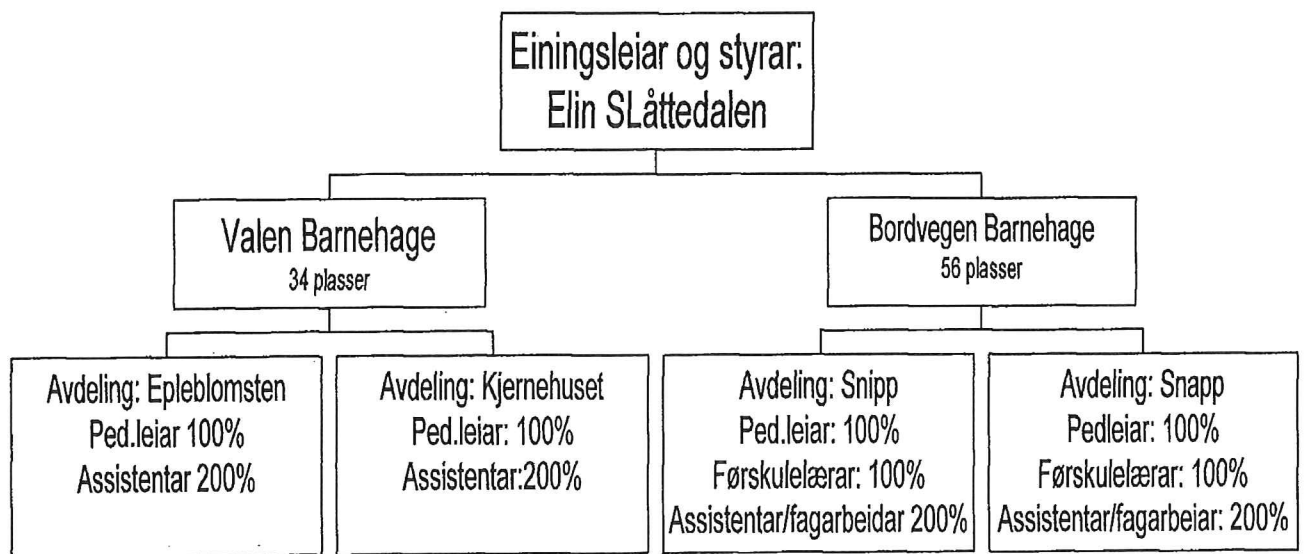 Einingsleiar og styrar:
Elin SLåttedalen
Valen Barnehage
34 plasser
Bordvegen Barnehage
56 plasser
Avdeling: Epleblomsten
Ped.leiar 100%
Assistentar 200%
Avdeling: Kjernehuset
Ped.leiar: 100%
Assistentar:200%
Avdeling: Snipp
Ped.leiar: 100%
Førskulelærar: 100%
Assistentar/fagarbeidar 200%
Avdeling: Snapp
Pedleiar: 100%
Førskulelærar: 100%
Assistentar/fagarbeiar: 200%